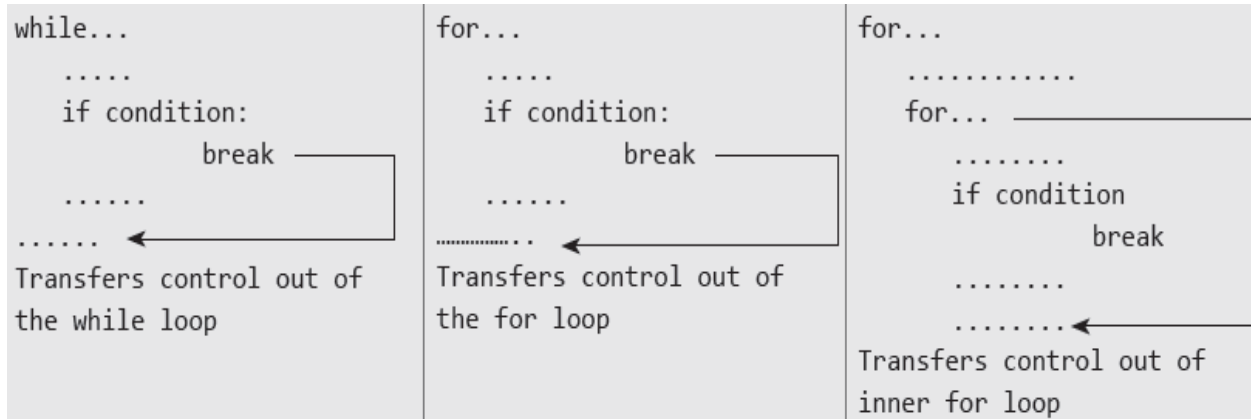 while...
.....
if condition:
break
......
......
Transfers control out of
the while loop
for...
.....
if condition:
break
......
.................
Transfers control out of
the for loop
for...
............
for...
........
if condition
break
........
........
Transfers control out of
inner for loop